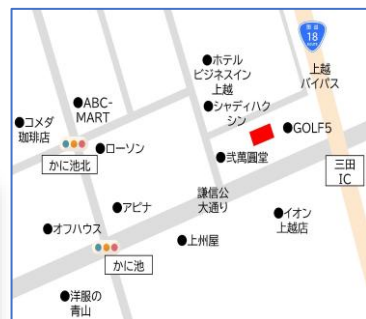 国道
18
上越
バイパス
●ホテル
ビジネスイン
上越
●シャディハク
シン
●ABC-
MART
●コメダ
珈琲店
●ローソン
かに池北
●GOLF5
●弐萬圓堂
三田
IC
謙信公
大通り
●アピナ
●イオン
上越店
●オフハウス
●上州屋
かに池
●洋服の
青山